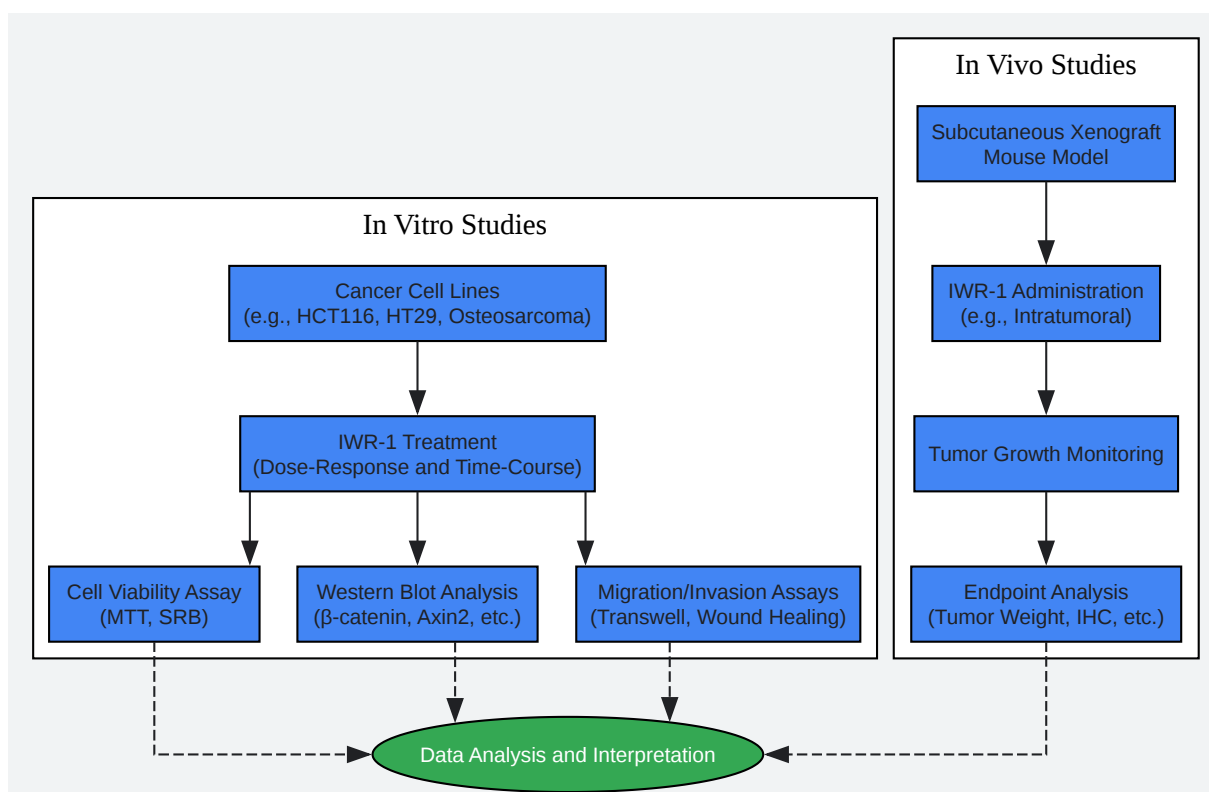 In Vitro Studies
Cancer Cell Lines
(e.g., HCT116, HT29, Osteosarcoma)
IWR-1 Treatment
(Dose-Response and Time-Course)
Cell Viability Assay
(MTT, SRB)
Western Blot Analysis
(β-catenin, Axin2, etc.)
Migration/Invasion Assays
(Transwell, Wound Healing)
In Vivo Studies
Subcutaneous Xenograft
Mouse Model
IWR-1 Administration
(e.g., Intratumoral)
Tumor Growth Monitoring
Endpoint Analysis
(Tumor Weight, IHC, etc.)
Data Analysis and Interpretation